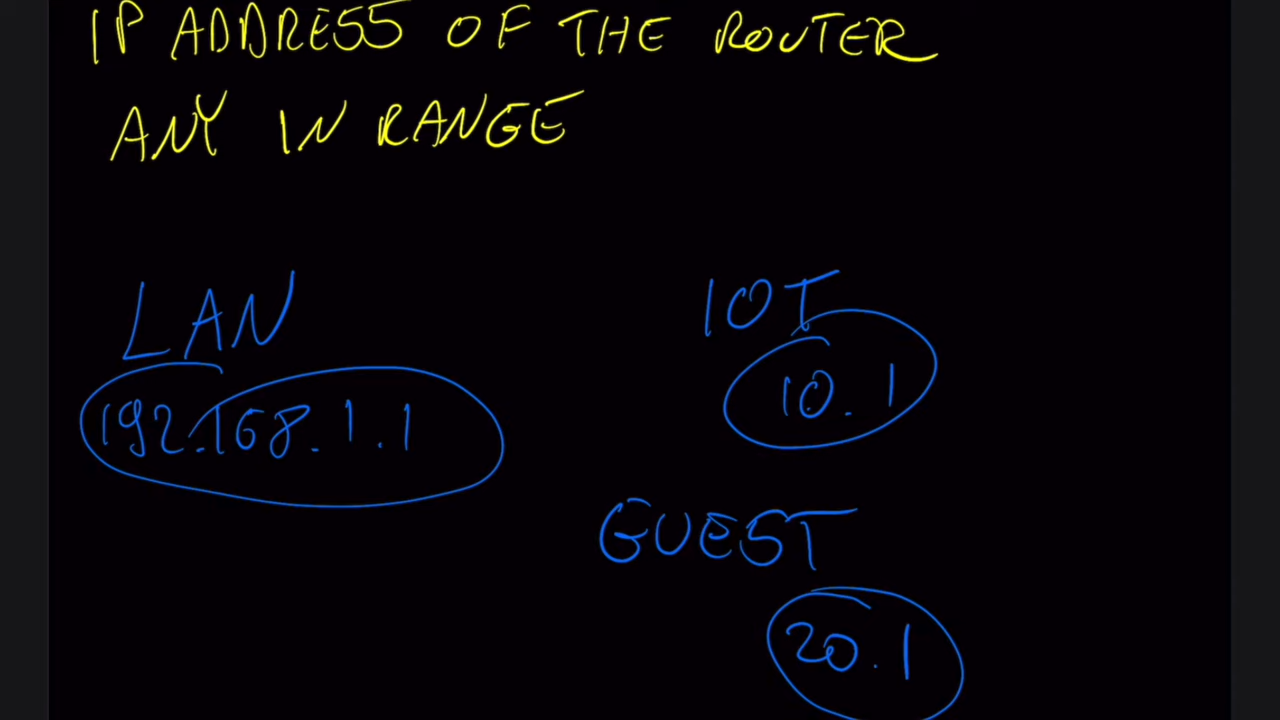 IP ADDRESS OF THE ROUTER
ANY IN RANGE
LAN
192.168.1.1
IOT
10.1
GUEST
20.1